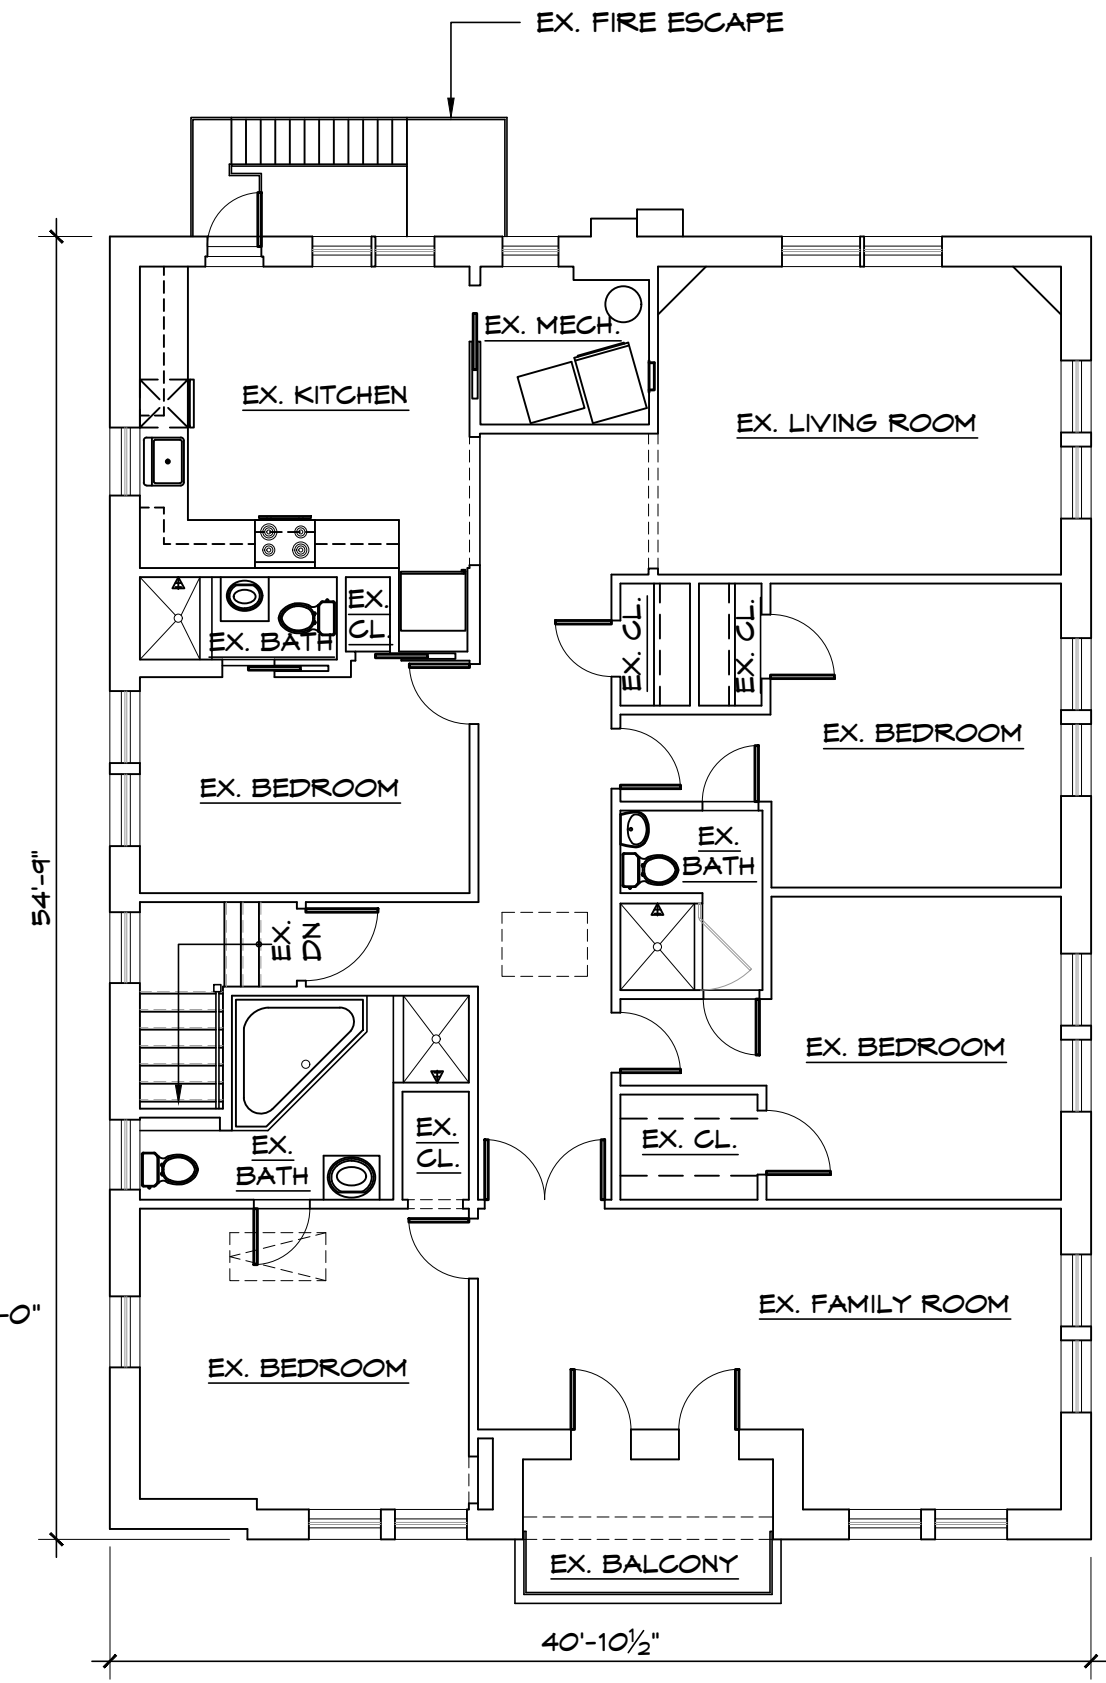 EX. FIRE ESCAPE
EX. MECH.
EX. KITCHEN
EX. LIVING ROOM
EX.
CL.
EX. BATH
EX. CL.
EX. CL.
EX. BEDROOM
EX. BEDROOM
EX.
BATH
54'-9"
EX.
DN
EX. BEDROOM
EX.
CL.
EX. CL.
EX.
BATH
EX. FAMILY ROOM
-0"
EX. BEDROOM
EX. BALCONY
40'-10½"